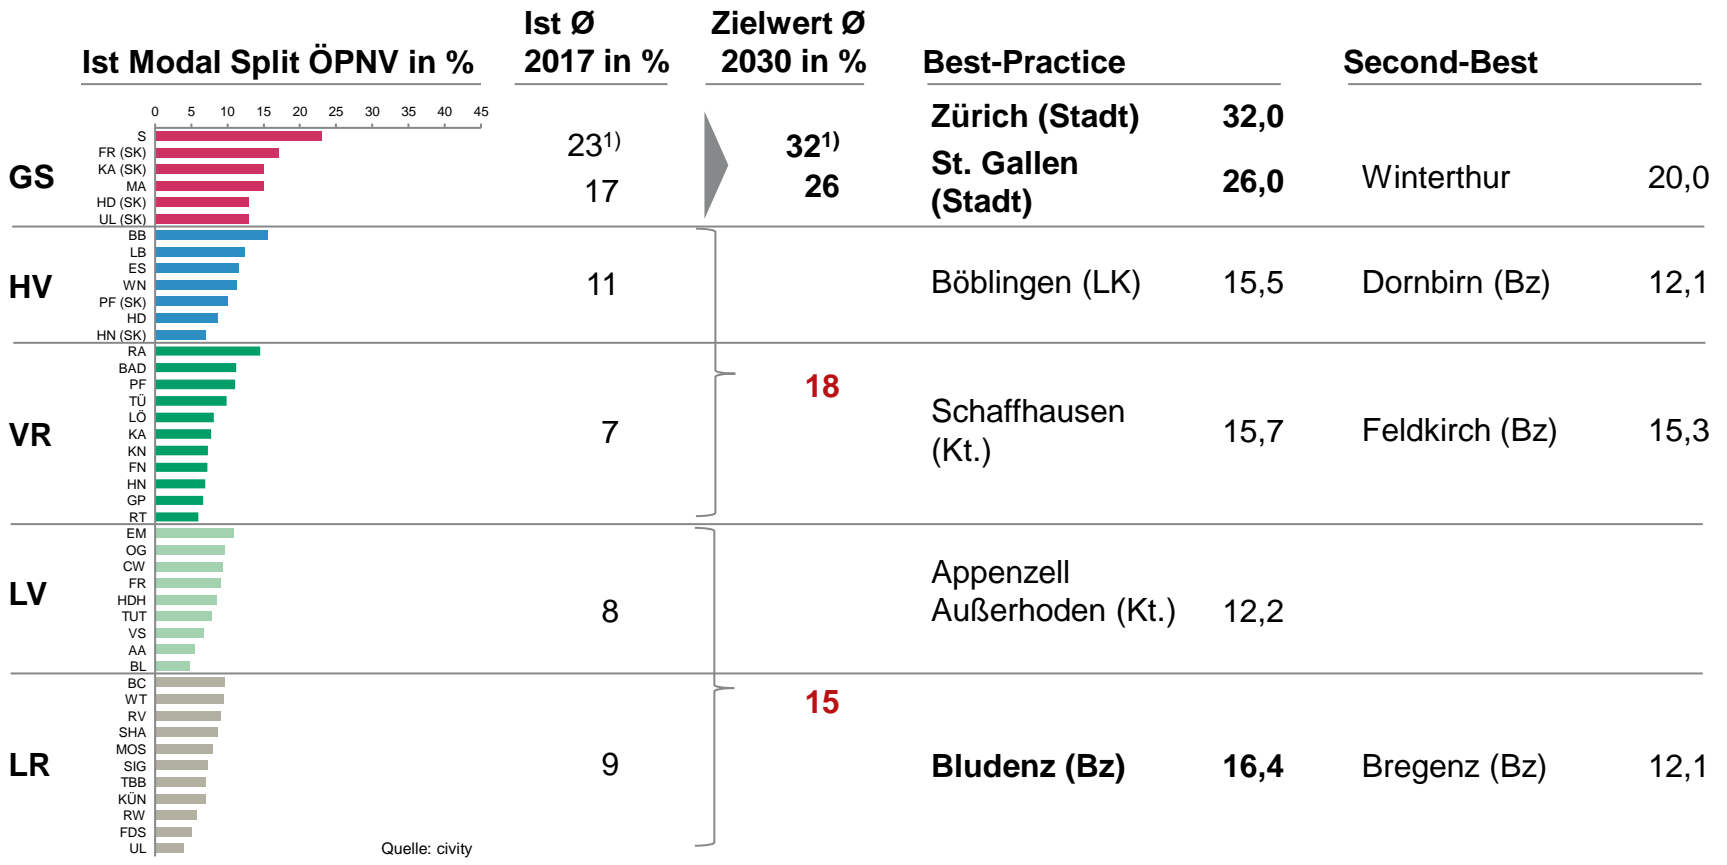 Ist Ø
2017 in %
Zielwert Ø
2030 in %
Ist Modal Split ÖPNV in %
Best-Practice
Second-Best
0 5 10 15 20 25 30 35 40 45
GS
S
FR (SK)
KA (SK)
MA
HD (SK)
UL (SK)
23¹⁾
17
32¹⁾
26
Zürich (Stadt) 32,0
St. Gallen
(Stadt)
26,0
Winterthur 20,0
HV
BB
LB
ES
WN
PF (SK)
HD
HN (SK)
11
Böblingen (LK) 15,5
Dornbirn (Bz) 12,1
VR
RA
BAD
PF
TÜ
LÖ
KA
KN
FN
HN
GP
RT
7
18
Schaffhausen
(Kt.)
15,7
Feldkirch (Bz) 15,3
LV
EM
OG
CW
FR
HDH
TUT
VS
AA
BL
8
Appenzell
Außerhoden (Kt.) 12,2
LR
BC
WT
RV
SHA
MOS
SIG
TBB
KÜN
RW
FDS
UL
9
15
Bludenz (Bz) 16,4
Bregenz (Bz) 12,1
Quelle: civity